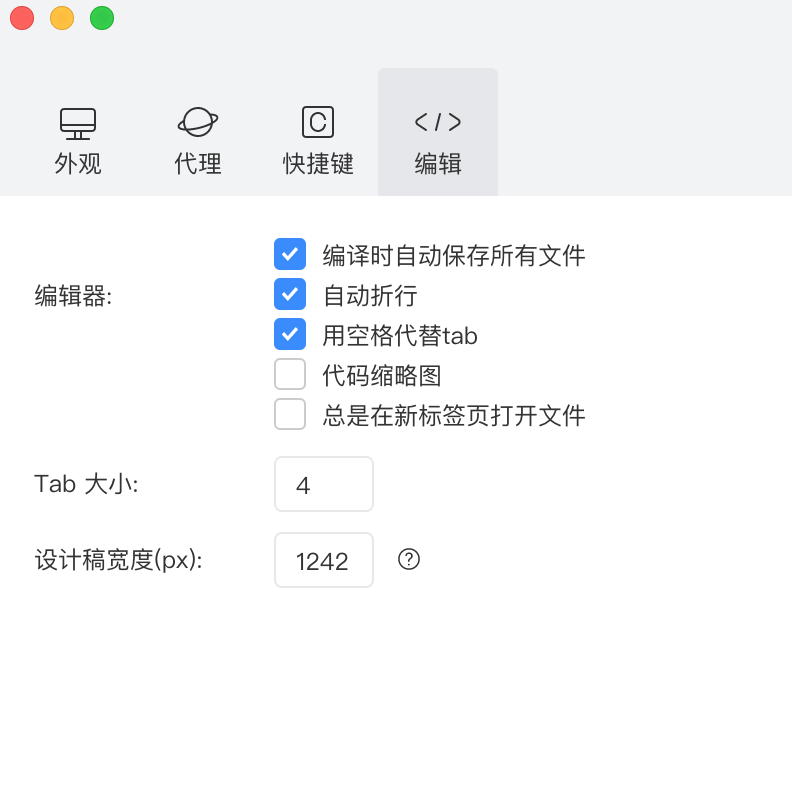 外观 代理 快捷键 编辑
编辑器:
编译时自动保存所有文件
自动折行
用空格代替tab
代码缩略图
总是在新标签页打开文件
Tab 大小: 4
设计稿宽度(px): 1242